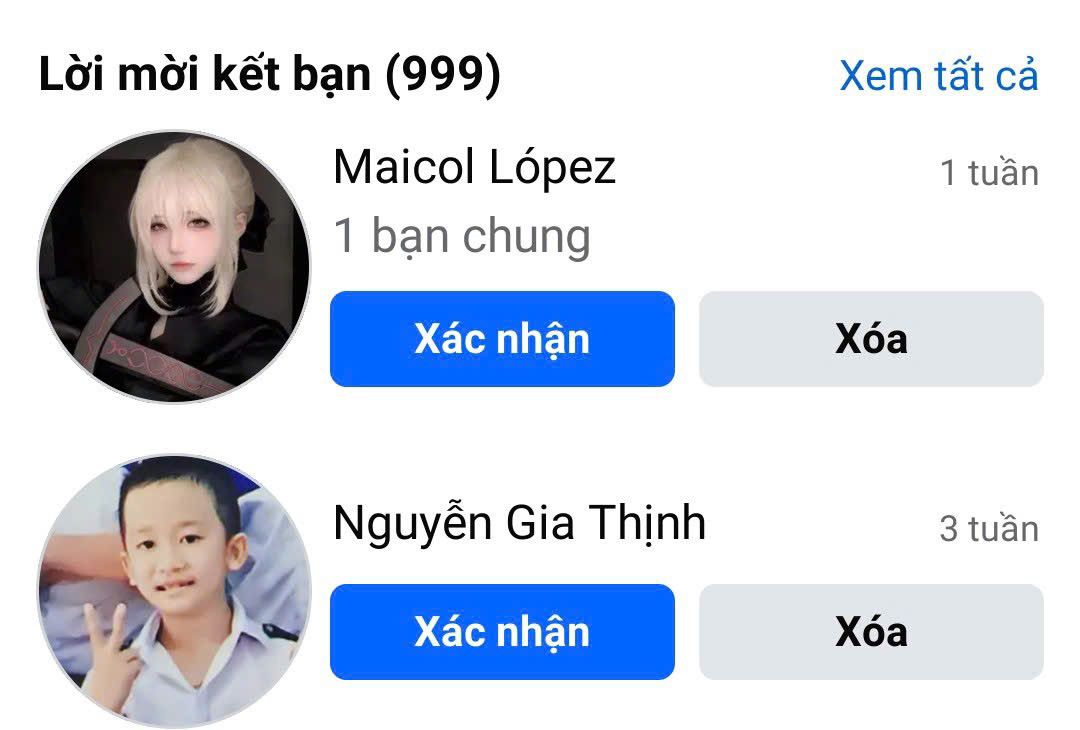 Lời mời kết bạn (999)
Xem tất cả
Maicol López
1 tuần
1 bạn chung
Xác nhận
Xóa
Nguyễn Gia Thịnh
3 tuần
Xác nhận
Xóa